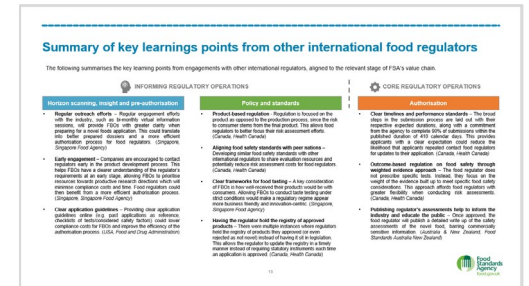 Summary of key learnings points from other international food regulators
The following summarises the key learning points from engagements with other international regulators, aligned to the relevant stage of FSA's value chain.
INFORMING REGULATORY OPERATIONS
CORE REGULATORY OPERATIONS
Horizon scanning, insight and pre-authorisation
• Regular outreach efforts – Regular engagement efforts
with the industry, such as bi-monthly virtual information
sessions, will provide FBOs with greater clarity when
preparing for a novel foods application. This could translate
into better prepared dossiers and a more efficient
authorisation process for food regulators. (Singapore,
Singapore Food Agency)
• Early engagement – Companies are encouraged to contact
regulators early in the product development process. This
helps FBOs have a clearer understanding of the regulator's
requirements at an early stage, allowing FBOs to prioritise
resources towards productive research endeavours which will
minimise compliance costs and time. Food regulators could
then benefit from a more efficient authorisation process.
(Singapore, Singapore Food Agency)
• Clear application guidelines – Providing clear application
guidelines online (e.g. past applications as reference,
checklists of tests/considered safety factors) could lower
compliance costs for FBOs and improve the efficiency of the
authorisation process. (USA, Food and Drug Administration)
Policy and standards
• Product-based regulation - Regulation is focused on the
product as opposed to the production process, since the risk
to consumer stems from the final product. This allows food
regulators to better focus their risk assessment efforts.
(Canada, Health Canada)
• Aligning food safety standards with peer nations –
Developing similar food safety standards with other
international regulators to share evaluation resources and
potentially reduce risk assessment costs for food regulators.
(Canada, Health Canada)
• Clear frameworks for food tasting – A key consideration
of FBOs is how well received their products would be with
consumers. Allowing FBOs to conduct taste testing under
strict conditions would make a regulatory regime appear
more business friendly and innovation-centric. (Singapore,
Singapore Food Agency)
• Having the regulator hold the registry of approved
products – There were multiple instances where regulators
held the registry of products they approved (or even
rejected as not novel) instead of having it sit in legislation.
This allows the regulator to update the registry in a timely
manner instead of requiring statutory instruments each time
an application is approved. (Canada, Health Canada)
Authorisation
• Clear timelines and performance standards – The broad
steps in the submission process are laid out with their
respective expected durations, along with a commitment
from the agency to complete 90% of submissions within the
published duration of 410 calendar days. This provides
applicants with a clear expectation could reduce the
likelihood that applicants repeated contact food regulators
for updates to their application. (Canada, Health Canada)
• Outcome-based regulation on food safety through
weighted evidence approach – The food regulator does
not prescribe specific tests. Instead, they focus on the
weight of the evidence built up to meet specific food safety
considerations. This approach affords food regulators with
greater flexibility when conducting risk assessments.
(Canada, Health Canada)
• Publishing regulator's assessments help to inform the
industry and educate the public – Once approved, the
food regulator will publish a detailed write up of the safety
assessments of the novel food, barring commercially
sensitive information. (Australia & New Zealand, Food
Standards Australia New Zealand)
Food
Standards
Agency
food.gov.uk